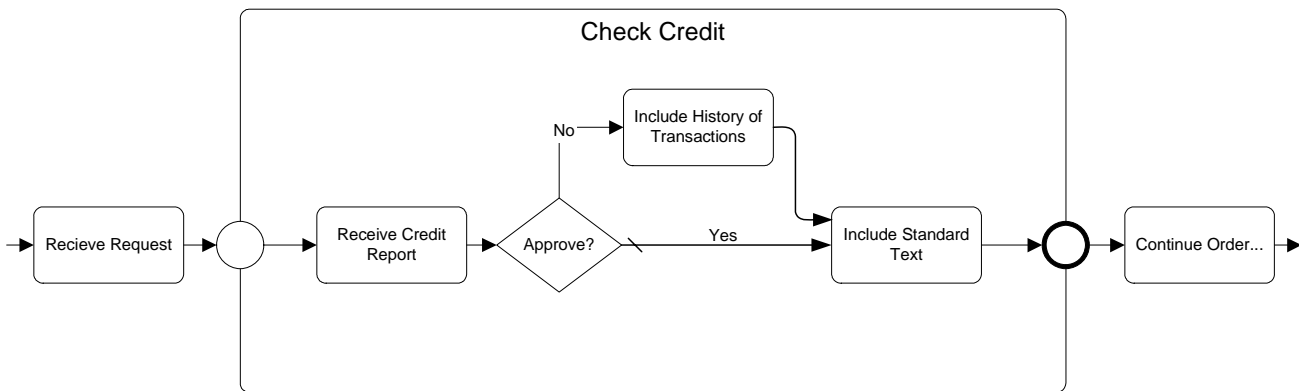 Check Credit
Include History of
Transactions
No
Recieve Request
Receive Credit
Report
Approve?
Yes
Include Standard
Text
Continue Order...